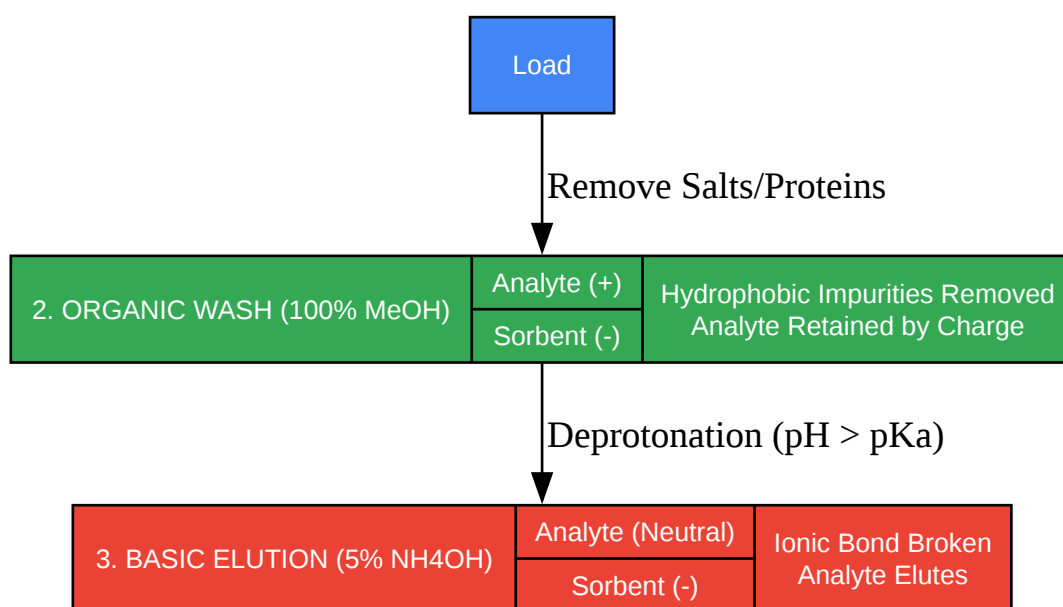 Load
Remove Salts/Proteins
2. ORGANIC WASH (100% MeOH)
Analyte (+)
Sorbent (-)
Hydrophobic Impurities Removed
Analyte Retained by Charge
Deprotonation (pH > pKa)
3. BASIC ELUTION (5% NH4OH)
Analyte (Neutral)
Sorbent (-)
Ionic Bond Broken
Analyte Elutes